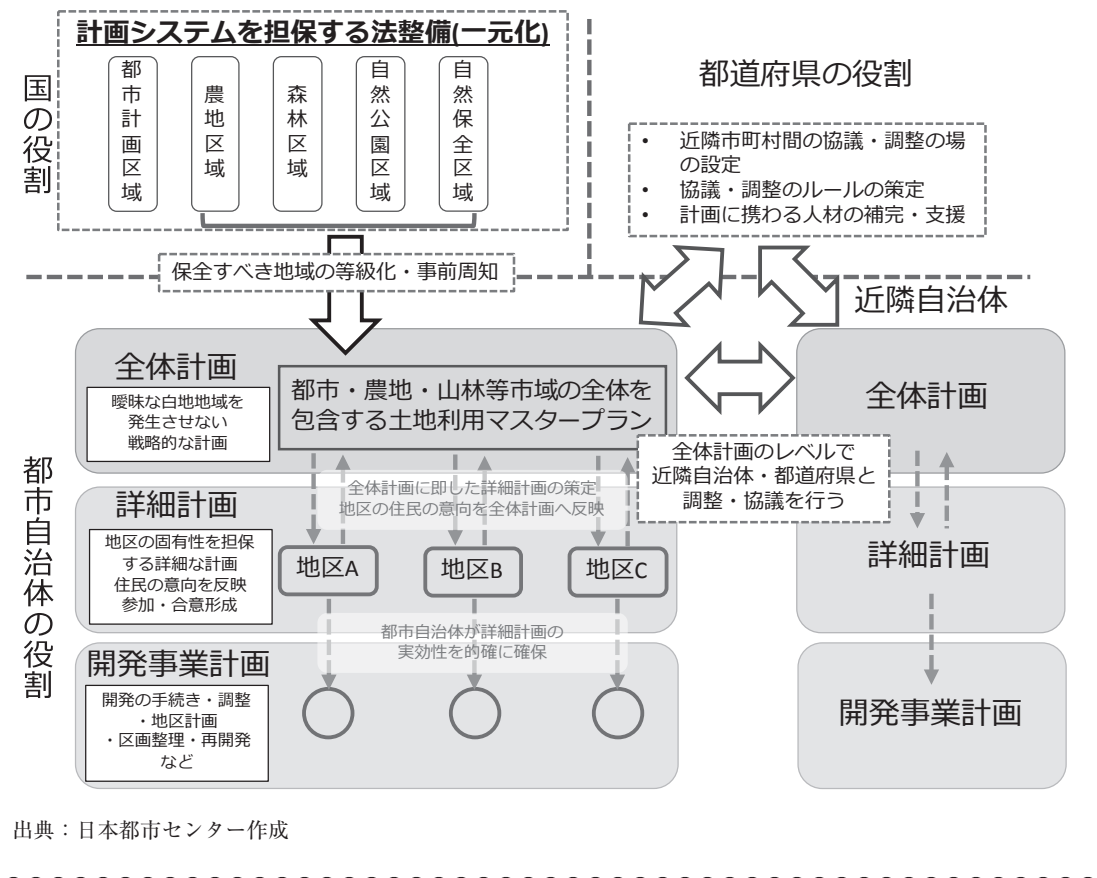 計画システムを担保する法整備(一元化)
国の役割
都市計画区域
農地区域
森林区域
自然公園区域
自然保全区域
保全すべき地域の等級化・事前周知
都道府県の役割
• 近隣市町村間の協議・調整の場
の設定
• 協議・調整のルールの策定
• 計画に携わる人材の補完・支援
近隣自治体
都市自治体の役割
全体計画
曖昧な白地地域を
発生させない
戦略的な計画
都市・農地・山林等市域の全体を
包含する土地利用マスタープラン
全体計画
全体計画のレベルで
近隣自治体・都道府県と
調整・協議を行う
全体計画に即した詳細計画の策定
地区の住民の意向を全体計画へ反映
詳細計画
地区の固有性を担保
する詳細な計画
住民の意向を反映
参加・合意形成
地区A
地区B
地区C
詳細計画
都市自治体が詳細計画の
実効性を的確に確保
開発事業計画
開発の手続き・調整
・地区計画
・区画整理・再開発
など
開発事業計画
出典：日本都市センター作成